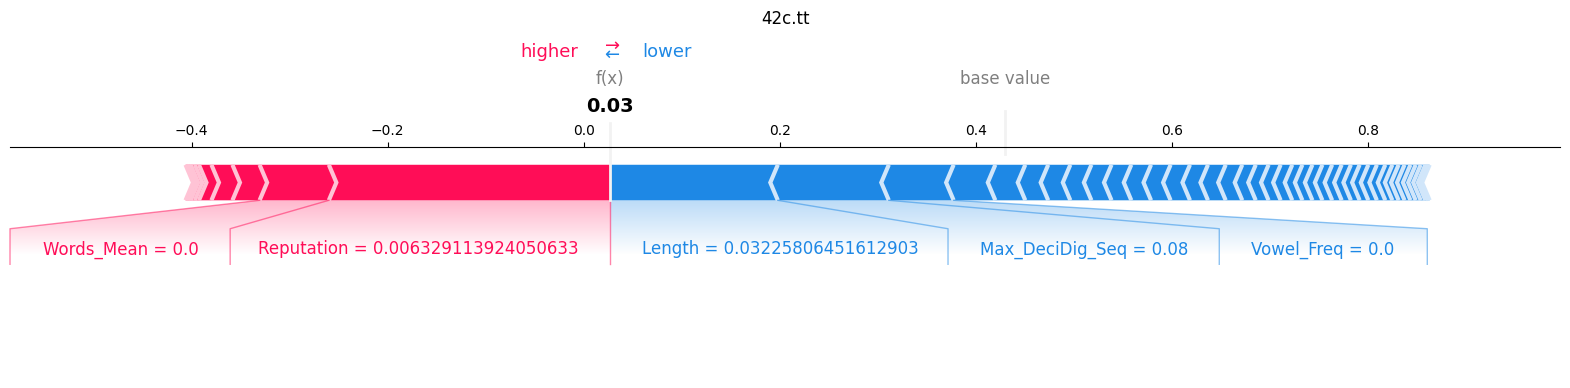 42c.tt
higher → lower
←
f(x) base value
0.03
−0.4 −0.2 0.0 0.2 0.4 0.6 0.8
Words_Mean = 0.0 Reputation = 0.006329113924050633 Length = 0.03225806451612903 Max_DeciDig_Seq = 0.08 Vowel_Freq = 0.0